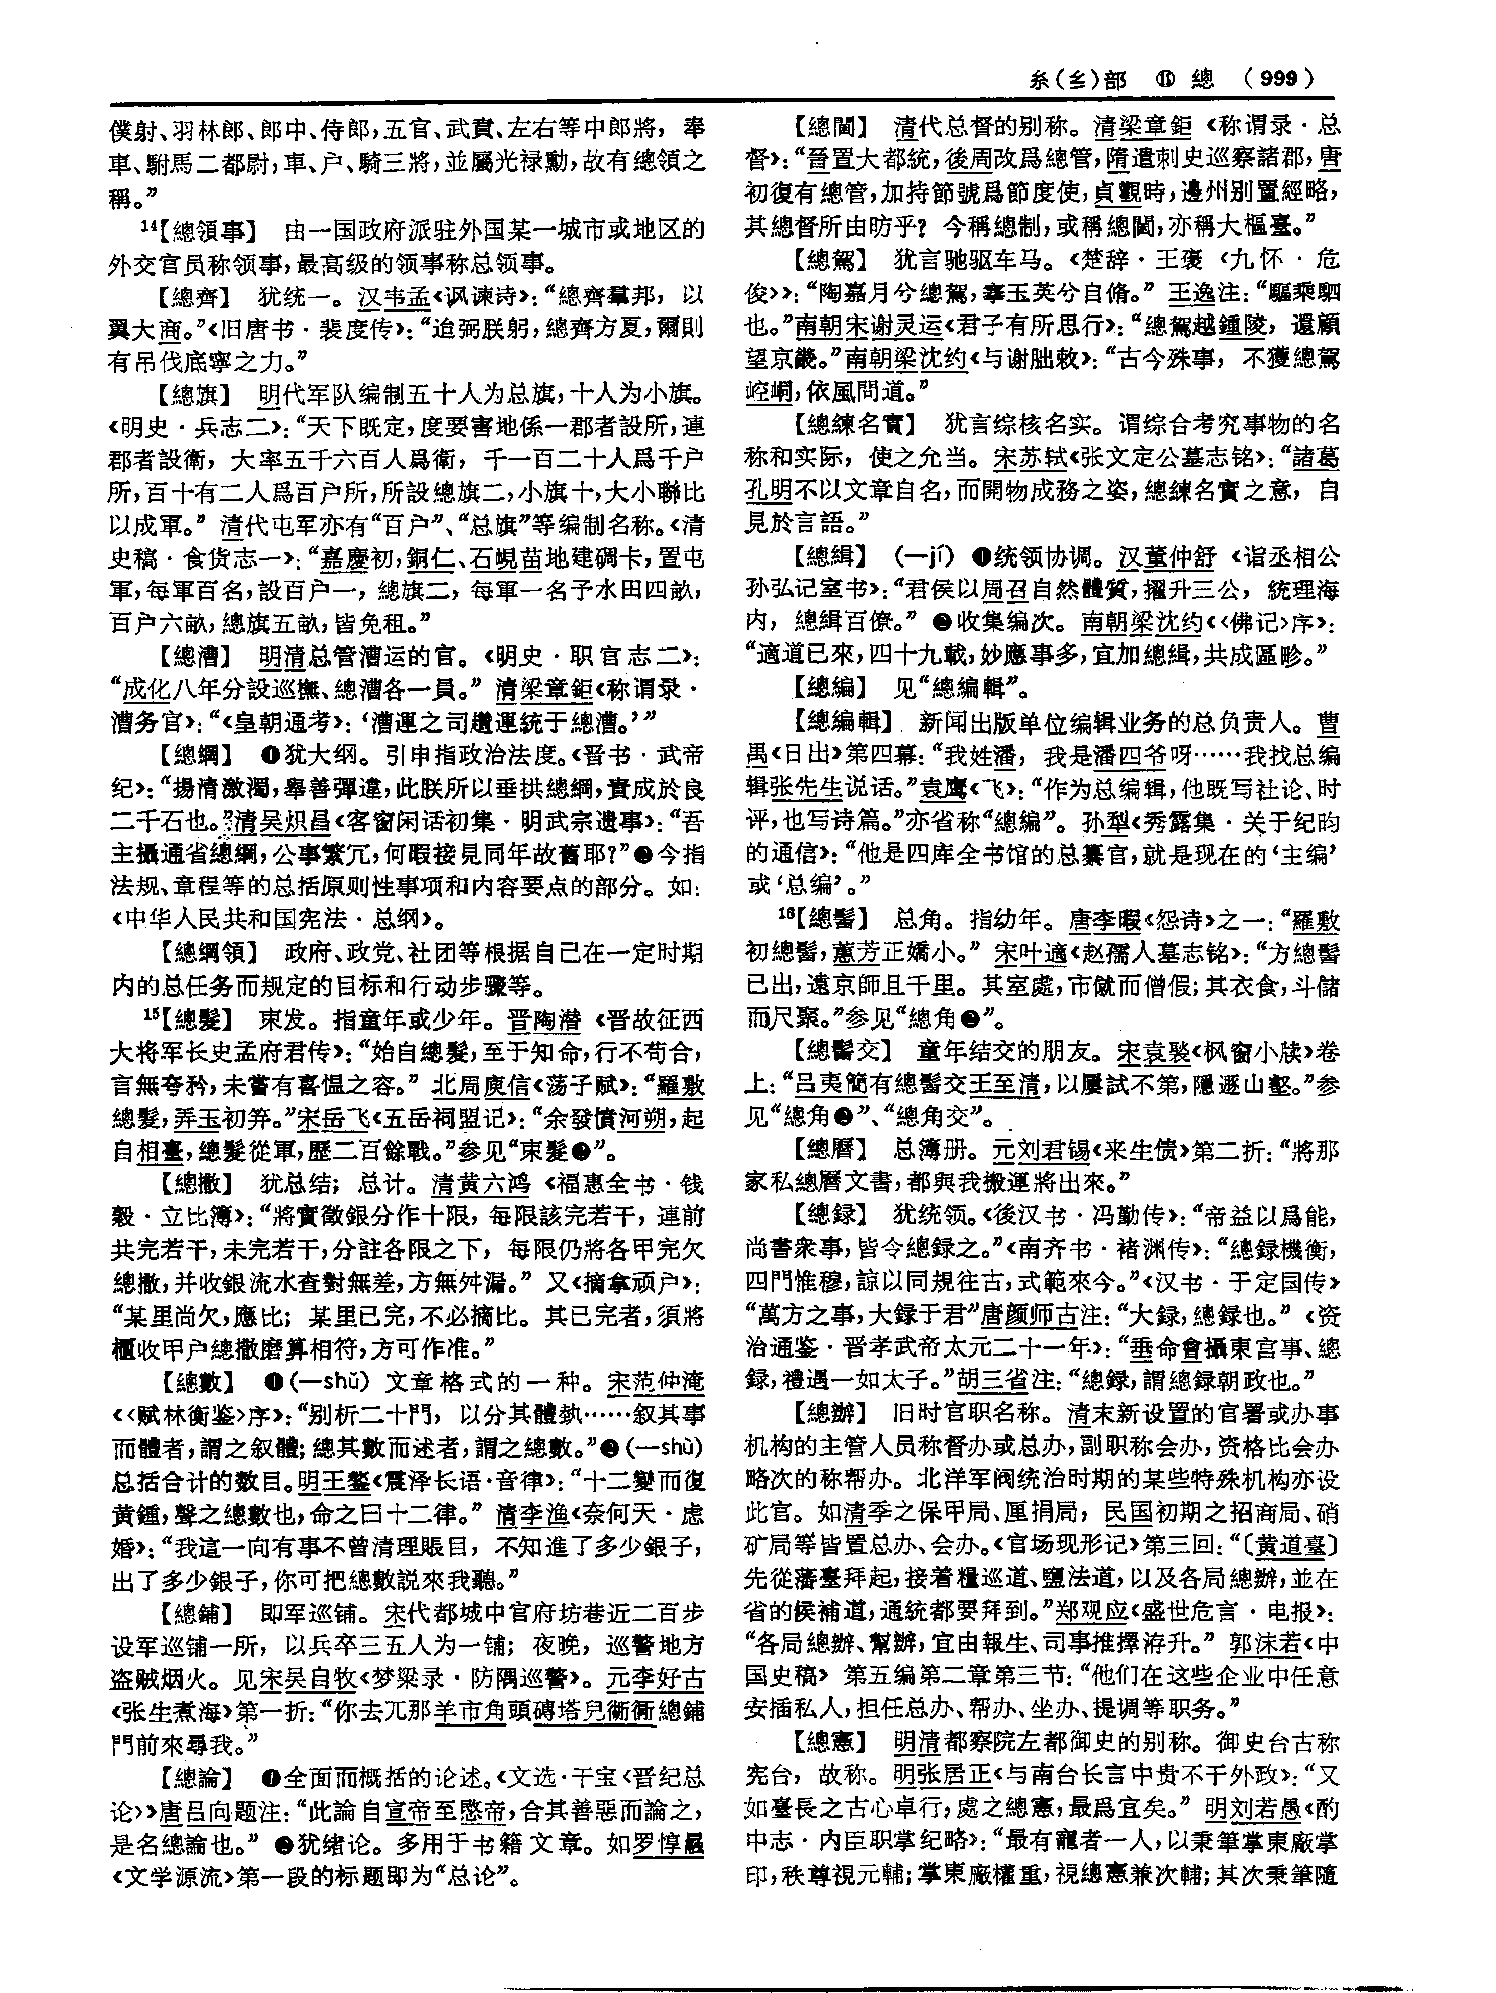 糸(纟)部 ⑪ 總 (999)
僕射、羽林郎、郎中、侍郎,五官、武賁、左右等中郎將,奉
車、駙馬二都尉,車、户、騎三將,並屬光禄勳,故有總領之
稱。”
14【總領事】 由一国政府派驻外国某一城市或地区的
外交官员称领事,最高级的领事称总领事。
【總齊】 犹统一。汉韦孟《讽谏诗》:“總齊羣邦,以
翼大商。”《旧唐书·裴度传》:“迨弼朕躬,總齊方夏,爾則
有吊伐底寧之力。”
【總旗】 明代军队编制五十人为总旗,十人为小旗。
《明史·兵志二》:“天下既定,度要害地係一郡者設所,連
郡者設衛,大率五千六百人爲衛,千一百二十人爲千户
所,百十有二人爲百户所,所設總旗二,小旗十,大小聯比
以成軍。”清代屯军亦有“百户”、“总旗”等编制名称。《清
史稿·食货志一》:“嘉慶初,銅仁、石峴苗地建碉卡,置屯
軍,每軍百名,設百户一,總旗二,每軍一名予水田四畝,
百户六畝,總旗五畝,皆免租。”
【總漕】 明清总管漕运的官。《明史·职官志二》:
“成化八年分設巡撫、總漕各一員。”清梁章鉅《称谓录·
漕务官》:“《皇朝通考》:‘漕運之司趲運統于總漕。’”
【總綱】 ❶犹大纲。引申指政治法度。《晋书·武帝
纪》:“揚清激濁,舉善彈違,此朕所以垂拱總綱,責成於良
二千石也。”清吴炽昌《客窗闲话初集·明武宗遗事》:“吾
主攝通省總綱,公事繁冗,何暇接見同年故舊耶?”❷今指
法规、章程等的总括原则性事项和内容要点的部分。如:
《中华人民共和国宪法·总纲》。
【總綱領】 政府、政党、社团等根据自己在一定时期
内的总任务而规定的目标和行动步骤等。
15【總髮】 束发。指童年或少年。晋陶潜《晋故征西
大将军长史孟府君传》:“始自總髮,至于知命,行不苟合,
言無夸矜,未嘗有喜愠之容。”北周庾信《荡子赋》:“羅敷
總髮,弄玉初笄。”宋岳飞《五岳祠盟记》:“余發憤河朔,起
自相臺,總髮從軍,歷二百餘戰。”参见“束髮❷”。
【總撒】 犹总结;总计。清黄六鸿《福惠全书·钱
穀·立比簿》:“將實徵銀分作十限,每限該完若干,連前
共完若干,未完若干,分註各限之下,每限仍將各甲完欠
總撒,并收銀流水查對無差,方無舛漏。”又《摘拿顽户》:
“某里尚欠,應比;某里已完,不必摘比。其已完者,須將
櫃收甲户總撒磨算相符,方可作准。”
【總數】 ❶(—shǔ)文章格式的一种。宋范仲淹
《〈赋林衡鉴〉序》:“别析二十門,以分其體埶……叙其事
而體者,謂之叙體;總其數而述者,謂之總數。”❷(—shù)
总括合计的数目。明王鏊《震泽长语·音律》:“十二變而復
黄鍾,聲之總數也,命之曰十二律。”清李渔《奈何天·虑
婚》:“我這一向有事不曾清理賬目,不知進了多少銀子,
出了多少銀子,你可把總數説來我聽。”
【總鋪】 即军巡铺。宋代都城中官府坊巷近二百步
设军巡铺一所,以兵卒三五人为一铺;夜晚,巡警地方
盗贼烟火。见宋吴自牧《梦粱录·防隅巡警》。元李好古
《张生煮海》第一折:“你去兀那羊市角頭磚塔兒衚衕總鋪
門前來尋我。”
【總論】 ❶全面而概括的论述。《文选·干宝〈晋纪总
论〉》唐吕向题注:“此論自宣帝至愍帝,合其善惡而論之,
是名總論也。”❷犹绪论。多用于书籍文章。如罗惇曧
《文学源流》第一段的标题即为“总论”。
【總閫】 清代总督的别称。清梁章鉅《称谓录·总
督》:“晉置大都統,後周改爲總管,隋遣刺史巡察諸郡,唐
初復有總管,加持節號爲節度使,貞觀時,邊州别置經略,
其總督所由昉乎?今稱總制,或稱總閫,亦稱大樞臺。”
【總駕】 犹言驰驱车马。《楚辞·王褒〈九怀·危
俊〉》:“陶嘉月兮總駕,搴玉英兮自脩。”王逸注:“驅乘駟
也。”南朝宋谢灵运《君子有所思行》:“總駕越鍾陵,還顧
望京畿。”南朝梁沈约《与谢朏敕》:“古今殊事,不獲總駕
崆峒,依風問道。”
【總練名實】 犹言综核名实。谓综合考究事物的名
称和实际,使之允当。宋苏轼《张文定公墓志铭》:“諸葛
孔明不以文章自名,而開物成務之姿,總練名實之意,自
見於言語。”
【總緝】 (—jí) ❶统领协调。汉董仲舒《诣丞相公
孙弘记室书》:“君侯以周召自然體質,擢升三公,統理海
内,總緝百僚。”❷收集编次。南朝梁沈约《〈佛记〉序》:
“適道已來,四十九載,妙應事多,宜加總緝,共成區畛。”
【總编】 见“總编輯”。
【總编輯】 新闻出版单位编辑业务的总负责人。曹
禺《日出》第四幕:“我姓潘,我是潘四爷呀……我找总编
辑张先生说话。”袁鹰《飞》:“作为总编辑,他既写社论、时
评,也写诗篇。”亦省称“總编”。孙犁《秀露集·关于纪昀
的通信》:“他是四库全书馆的总纂官,就是现在的‘主编’
或‘总编’。”
16【總髻】 总角。指幼年。唐李暇《怨诗》之一:“羅敷
初總髻,蕙芳正嬌小。”宋叶適《赵孺人墓志铭》:“方總髻
已出,遠京師且千里。其室處,市僦而僧假;其衣食,斗儲
而尺聚。”参见“總角❷”。
【總髻交】 童年结交的朋友。宋袁褧《枫窗小牍》卷
上:“吕夷簡有總髻交王至清,以屢試不第,隱遯山壑。”参
见“總角❷”、“總角交”。
【總曆】 总簿册。元刘君锡《来生债》第二折:“將那
家私總曆文書,都與我搬運將出來。”
【總録】 犹统领。《後汉书·冯勤传》:“帝益以爲能,
尚書衆事,皆令總録之。”《南齐书·褚渊传》:“總録機衡,
四門惟穆,諒以同規往古,式範來今。”《汉书·于定国传》
“萬方之事,大録于君”唐颜师古注:“大録,總録也。”《资
治通鉴·晋孝武帝太元二十一年》:“垂命會攝東宫事、總
録,禮遇一如太子。”胡三省注:“總録,謂總録朝政也。”
【總辦】 旧时官职名称。清末新设置的官署或办事
机构的主管人员称督办或总办,副职称会办,资格比会办
略次的称帮办。北洋军阀统治时期的某些特殊机构亦设
此官。如清季之保甲局、厘捐局,民国初期之招商局、硝
矿局等皆置总办、会办。《官场现形记》第三回:“〔黄道臺〕
先從藩臺拜起,接着糧巡道、鹽法道,以及各局總辦,並在
省的候補道,通統都要拜到。”郑观应《盛世危言·电报》:
“各局總辦、幫辦,宜由報生、司事推擇洊升。”郭沫若《中
国史稿》第五编第二章第三节:“他们在这些企业中任意
安插私人,担任总办、帮办、坐办、提调等职务。”
【總憲】 明清都察院左都御史的别称。御史台古称
宪台,故称。明张居正《与南台长言中贵不干外政》:“又
如臺長之古心卓行,處之總憲,最爲宜矣。”明刘若愚《酌
中志·内臣职掌纪略》:“最有寵者一人,以秉筆掌東廠掌
印,秩尊視元輔;掌東廠權重,視總憲兼次輔;其次秉筆隨